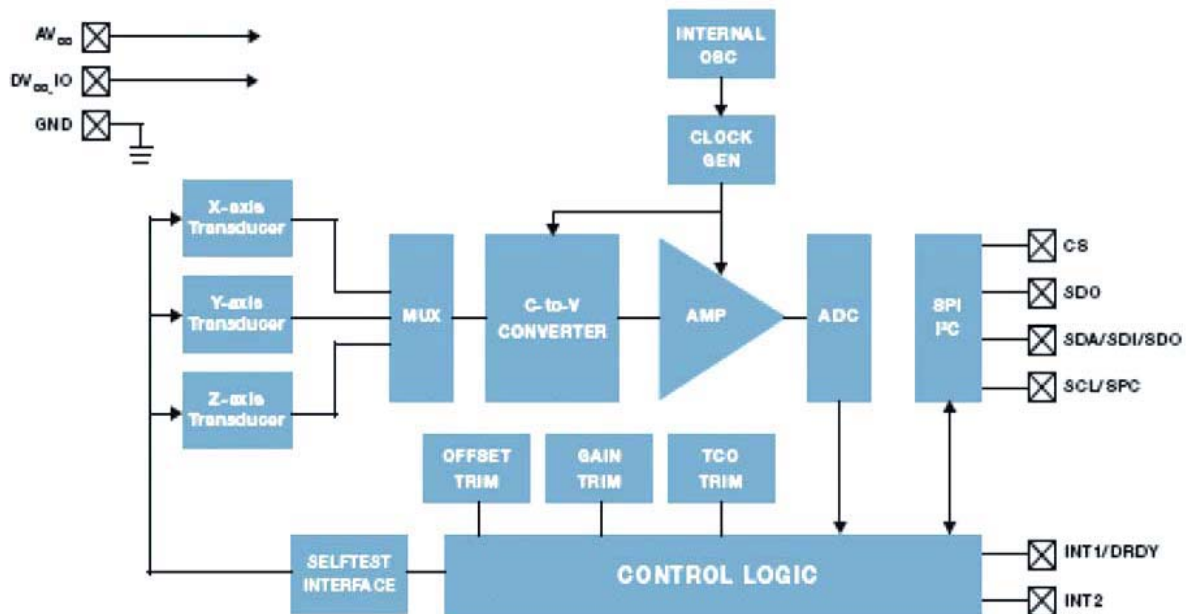 AVDD
DVDD_IO
GND
INTERNAL
OSC
CLOCK
GEN
X-axis
Transducer
Y-axis
Transducer
Z-axis
Transducer
MUX
C-to-V
CONVERTER
AMP
ADC
SPI
I²C
CS
SDO
SDA/SDI/SDO
SCL/SPC
OFFSET
TRIM
GAIN
TRIM
TCO
TRIM
SELFTEST
INTERFACE
CONTROL LOGIC
INT1/DRDY
INT2